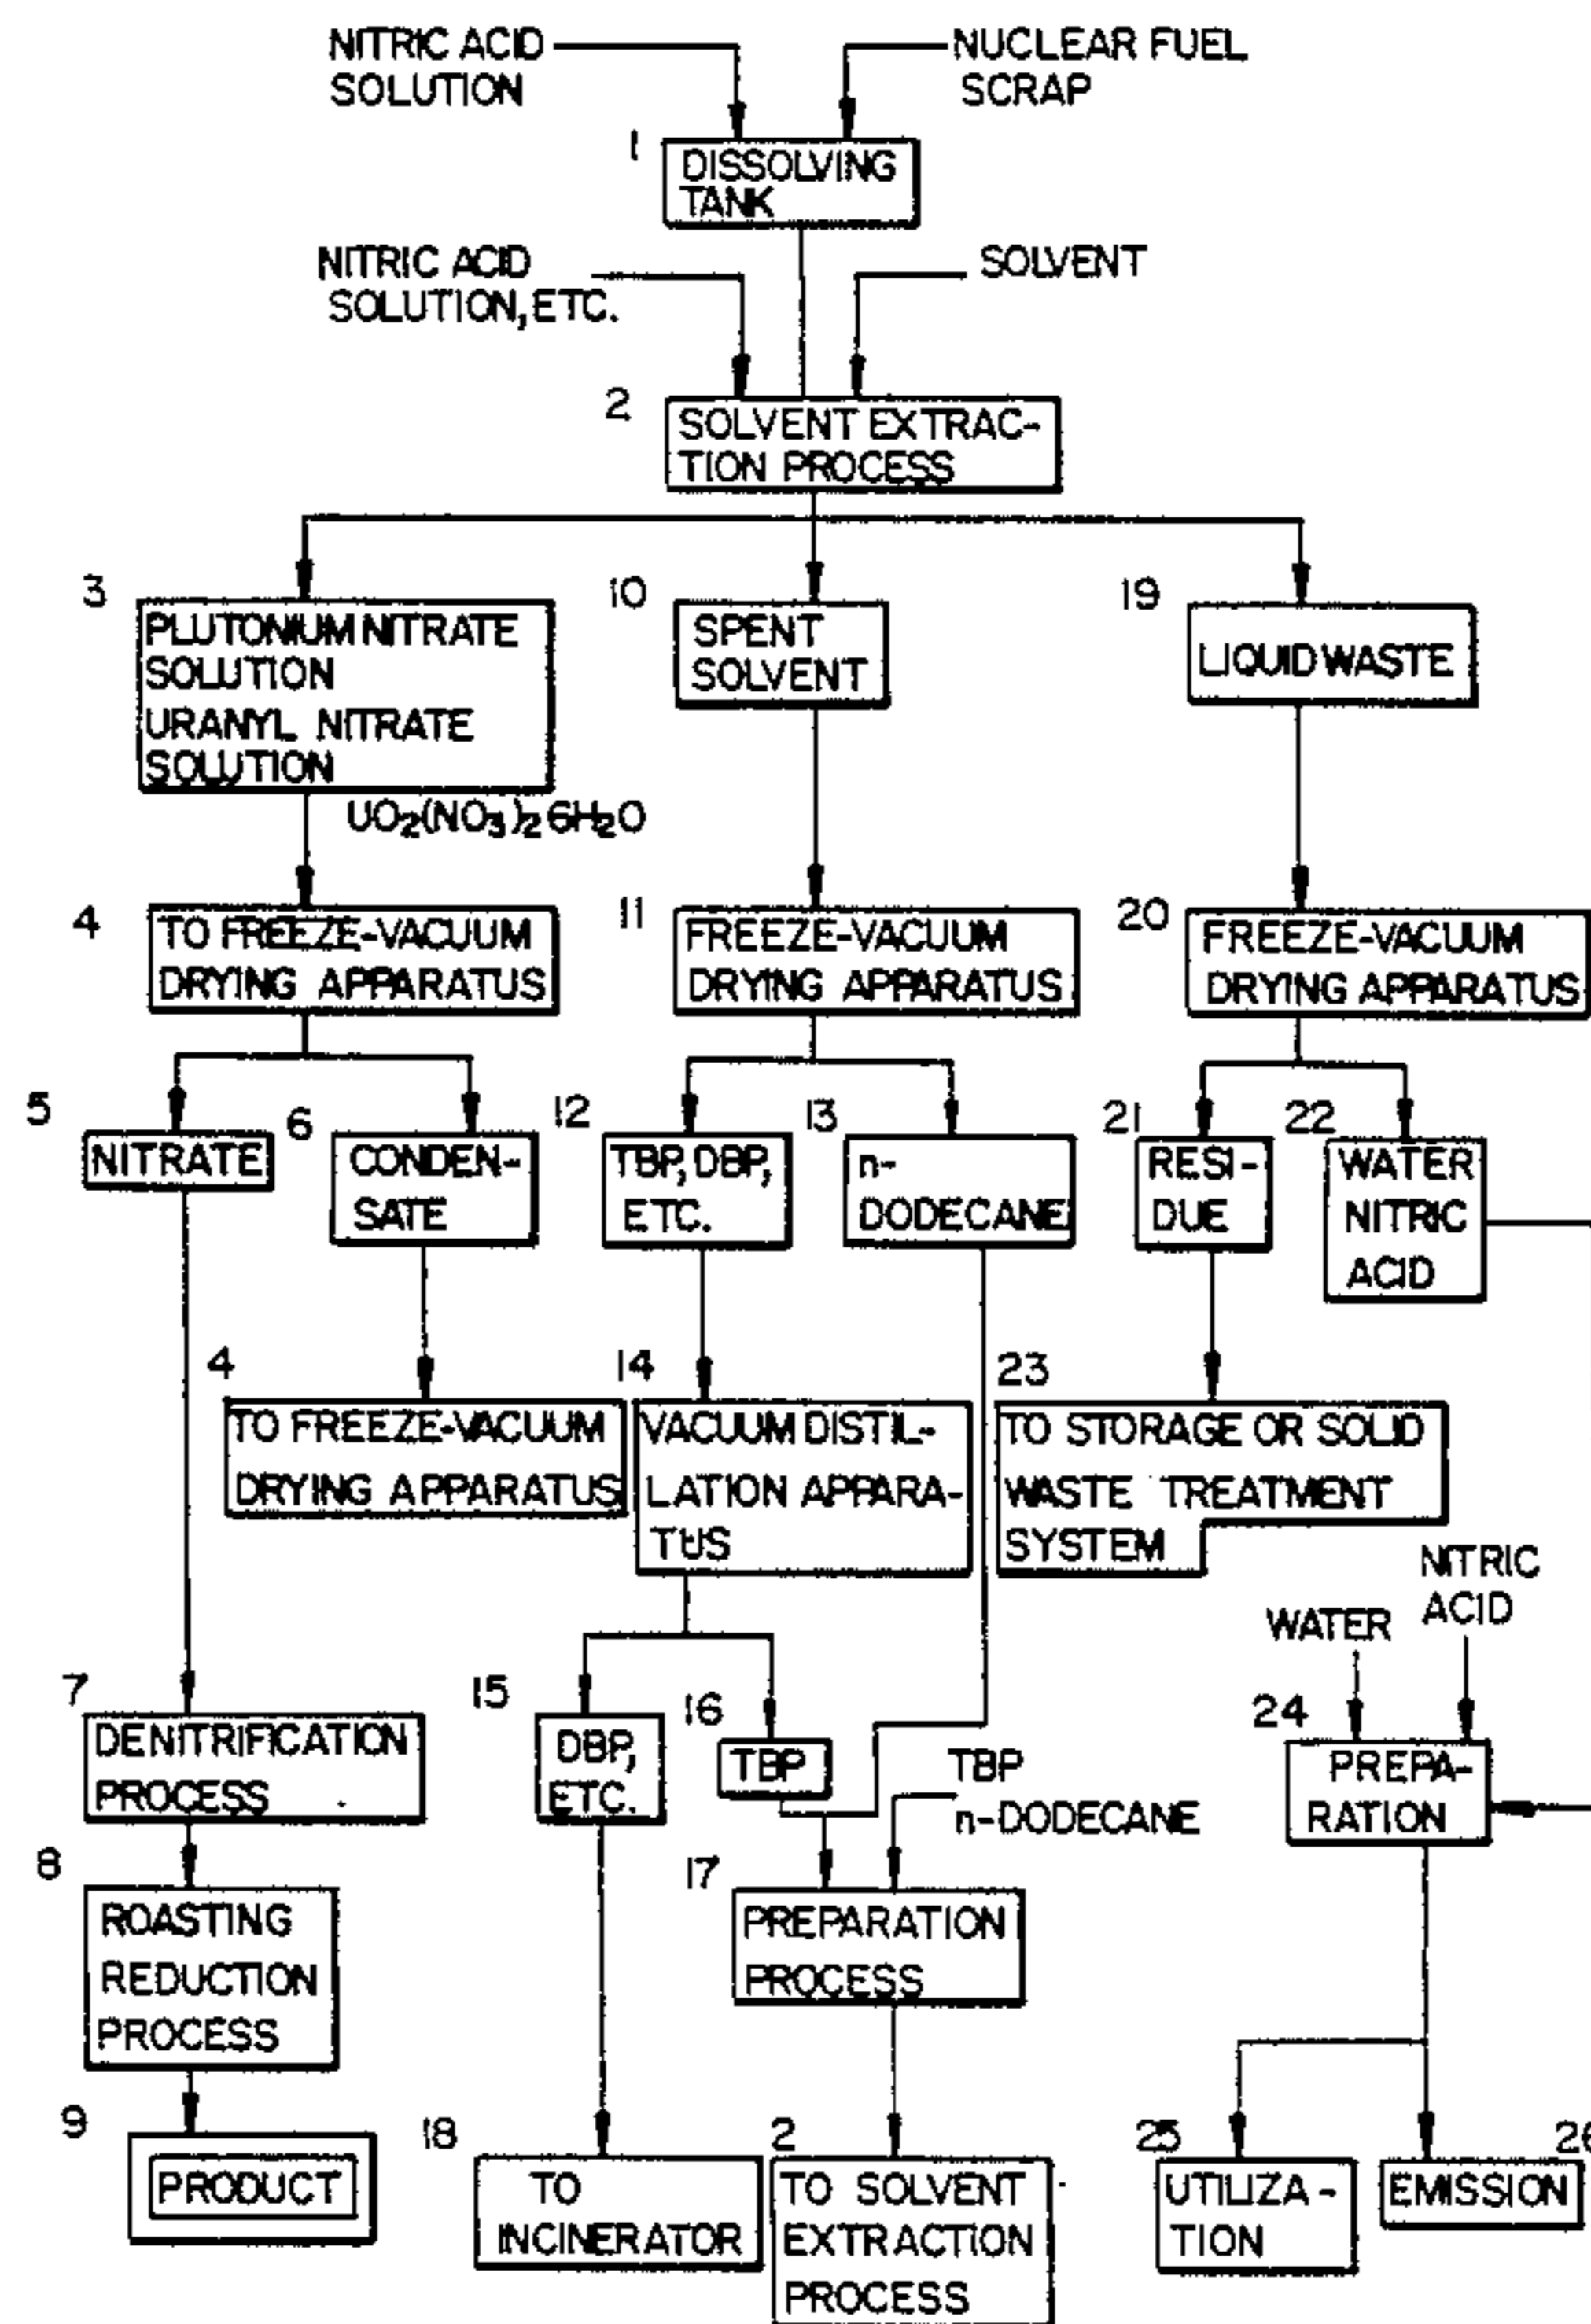 NITRIC ACID
SOLUTION
NUCLEAR FUEL
SCRAP
1
DISSOLVING
TANK
NITRIC ACID
SOLUTION, ETC.
SOLVENT
2
SOLVENT EXTRAC-
TION PROCESS
3
PLUTONIUM NITRATE
SOLUTION
URANYL NITRATE
SOLUTION
10
SPENT
SOLVENT
19
LIQUID WASTE
UO₂(NO₃)₂6H₂O
4
TO FREEZE-VACUUM
DRYING APPARATUS
11
FREEZE-VACUUM
DRYING APPARATUS
20
FREEZE-VACUUM
DRYING APPARATUS
5
NITRATE
6
CONDEN-
SATE
12
TBP, DBP,
ETC.
13
n-
DODECANE
21
RESI-
DUE
22
WATER
NITRIC
ACID
4
TO FREEZE-VACUUM
DRYING APPARATUS
14
VACUUM DISTIL-
LATION APPARA-
TUS
23
TO STORAGE OR SOLID
WASTE TREATMENT
SYSTEM
WATER
NITRIC
ACID
7
DENITRIFICATION
PROCESS
15
DBP,
ETC.
16
TBP
TBP
n-DODECANE
24
PREPA-
RATION
8
ROASTING
REDUCTION
PROCESS
17
PREPARATION
PROCESS
9
PRODUCT
18
TO
INCINERATOR
2
TO SOLVENT
EXTRACTION
PROCESS
25
UTILIZA-
TION
26
EMISSION